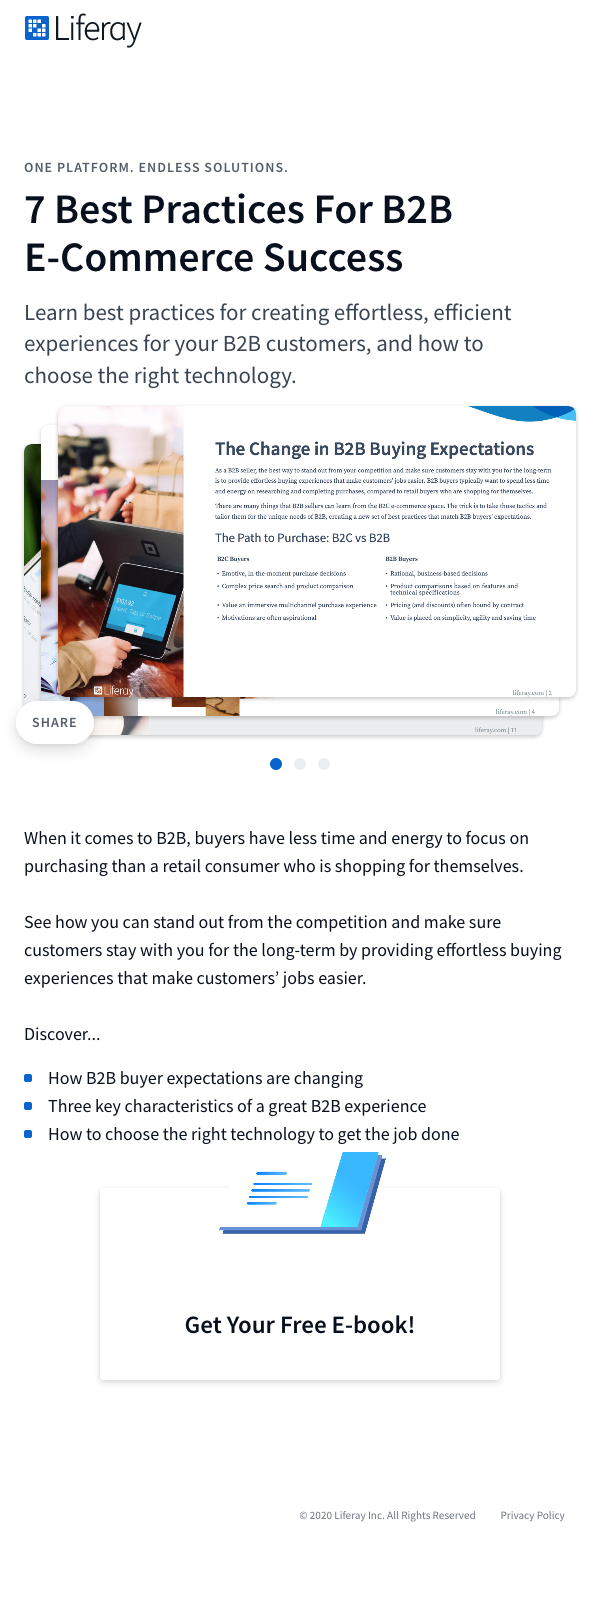 Liferay
ONE PLATFORM. ENDLESS SOLUTIONS.
7 Best Practices For B2B
E-Commerce Success
Learn best practices for creating effortless, efficient
experiences for your B2B customers, and how to
choose the right technology.
The Change in B2B Buying Expectations
As a B2B seller, the best way to stand out from your competition and make sure customers stay with you for the long-term
is to provide effortless buying experiences that make customers' jobs easier. B2B buyers typically want to spend less time
and energy on researching and completing purchases, compared to retail buyers who are shopping for themselves.
There are many things that B2B sellers can learn from the B2C e-commerce space. The trick is to take those tactics and
tailor them for the unique needs of B2B, creating a new set of best practices that match B2B buyers' expectations.
The Path to Purchase: B2C vs B2B
B2C Buyers
• Emotive, in-the-moment purchase decisions
• Complex price search and product comparison
• Value an immersive multichannel purchase experience
• Motivations are often aspirational
B2B Buyers
• Rational, business-based decisions
• Product comparisons based on features and
technical specifications
• Pricing (and discounts) often bound by contract
• Value is placed on simplicity, agility and saving time
Liferay
liferay.com | 2
liferay.com | 4
liferay.com | 11
SHARE
When it comes to B2B, buyers have less time and energy to focus on
purchasing than a retail consumer who is shopping for themselves.
See how you can stand out from the competition and make sure
customers stay with you for the long-term by providing effortless buying
experiences that make customers’ jobs easier.
Discover...
How B2B buyer expectations are changing
Three key characteristics of a great B2B experience
How to choose the right technology to get the job done
Get Your Free E-book!
© 2020 Liferay Inc. All Rights Reserved Privacy Policy